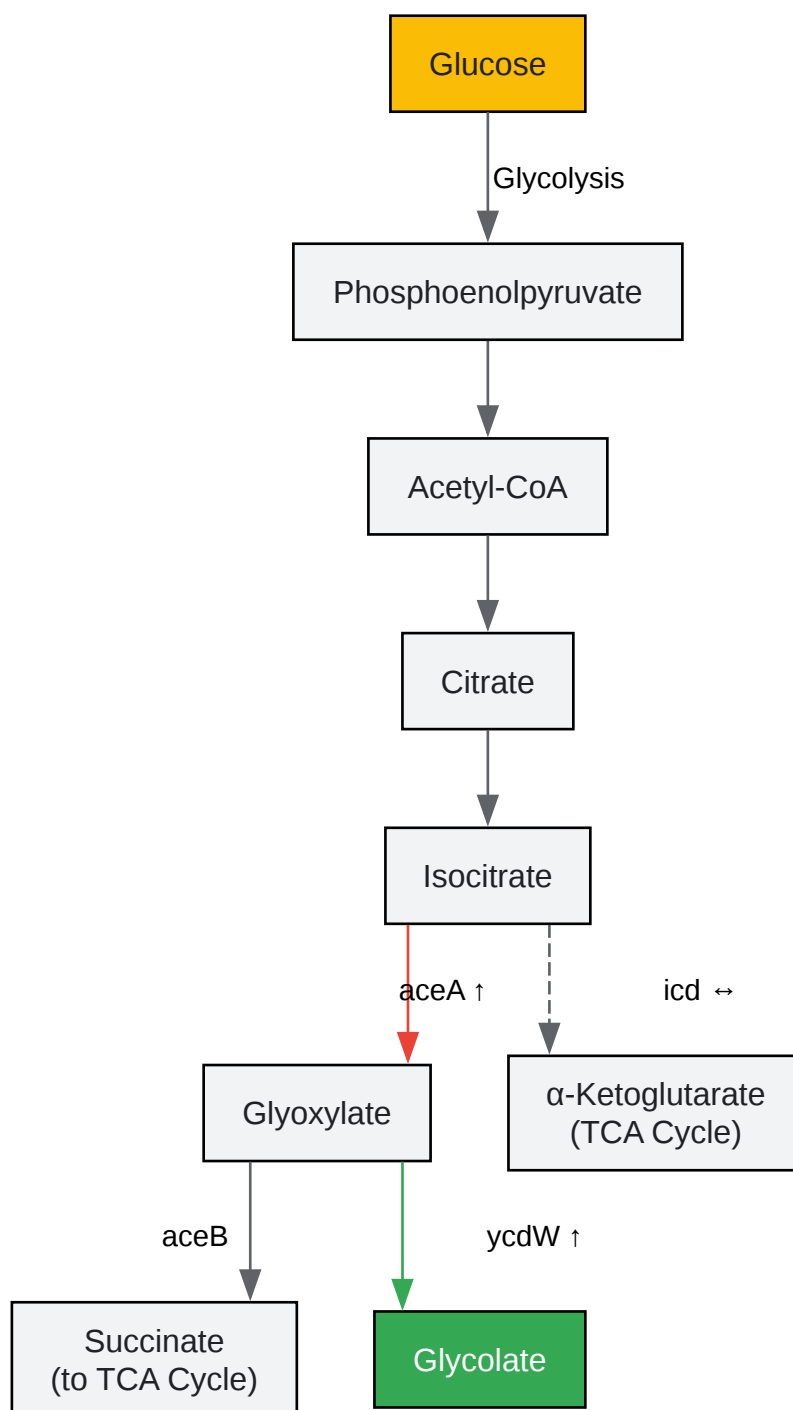 Glucose
Glycolysis
Phosphoenolpyruvate
Acetyl-CoA
Citrate
Isocitrate
aceA ↑
icd ↔
Glyoxylate
α-Ketoglutarate
(TCA Cycle)
aceB
ycdW ↑
Succinate
(to TCA Cycle)
Glycolate